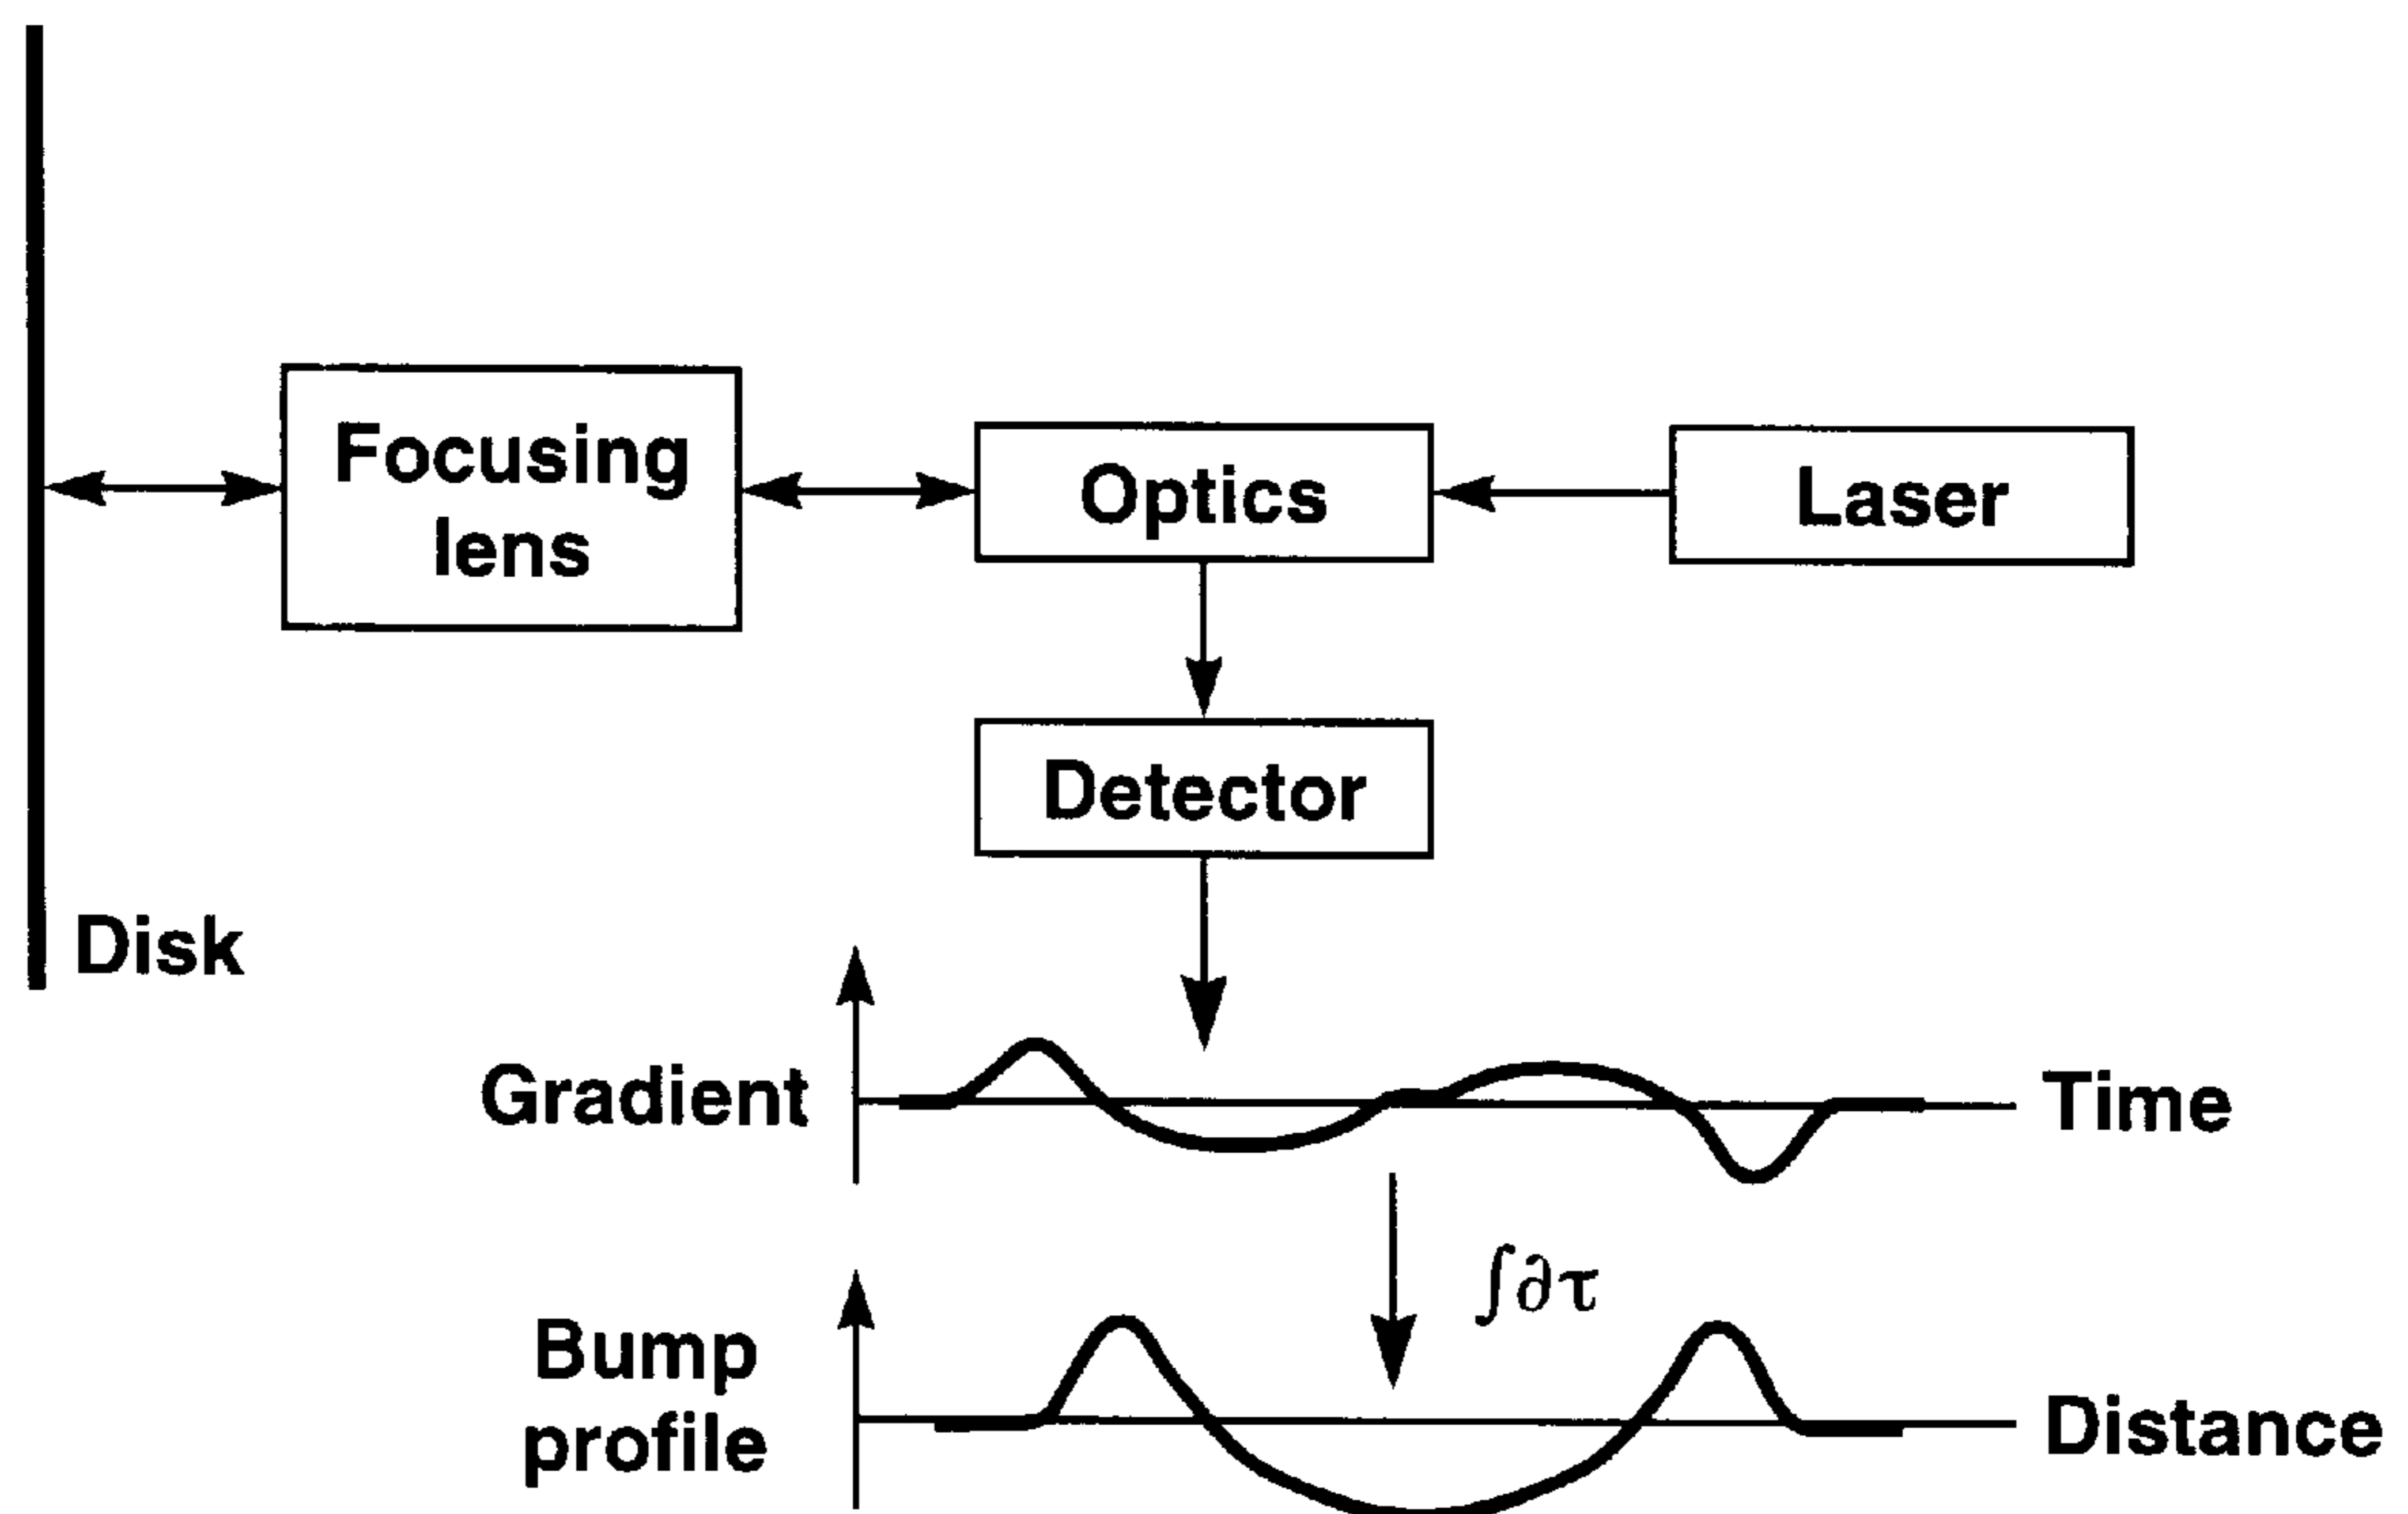 Focusing
lens
Optics
Laser
Detector
Disk
Gradient
Time
∫∂τ
Bump
profile
Distance